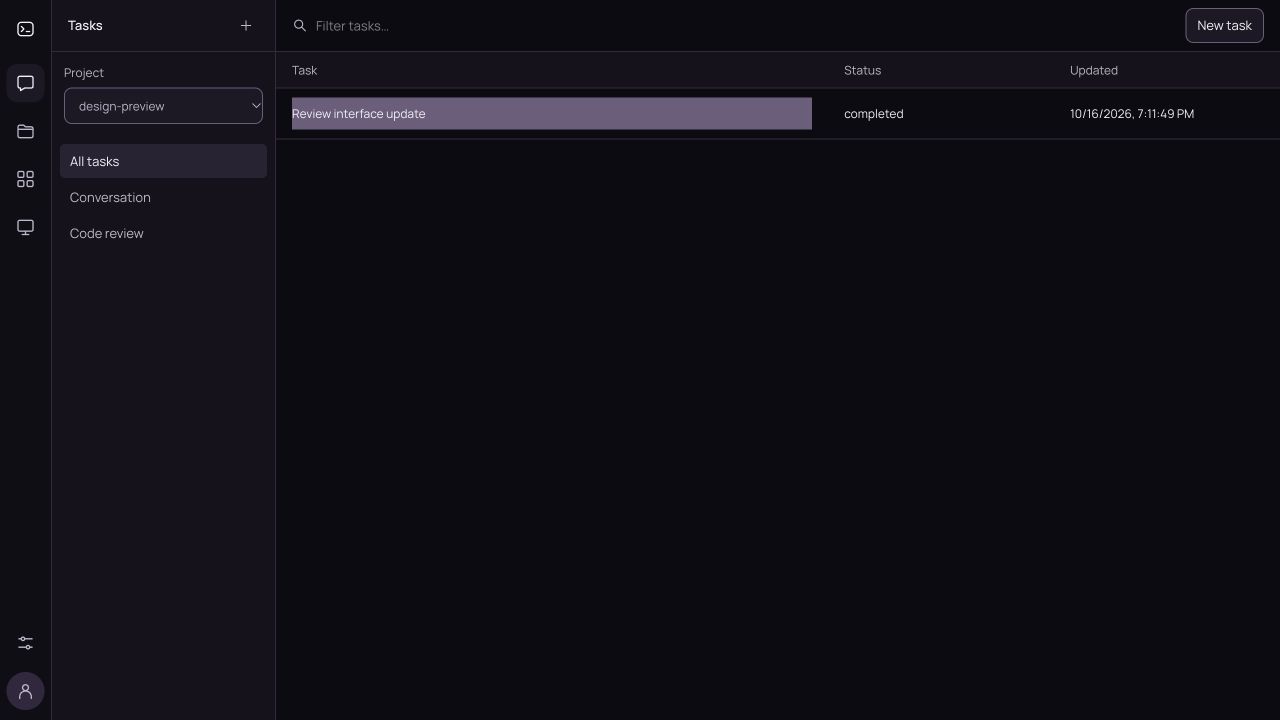 Tasks
Filter tasks...
New task
Project
design-preview
All tasks
Conversation
Code review
Task Status Updated
Review interface update completed 10/16/2026, 7:11:49 PM